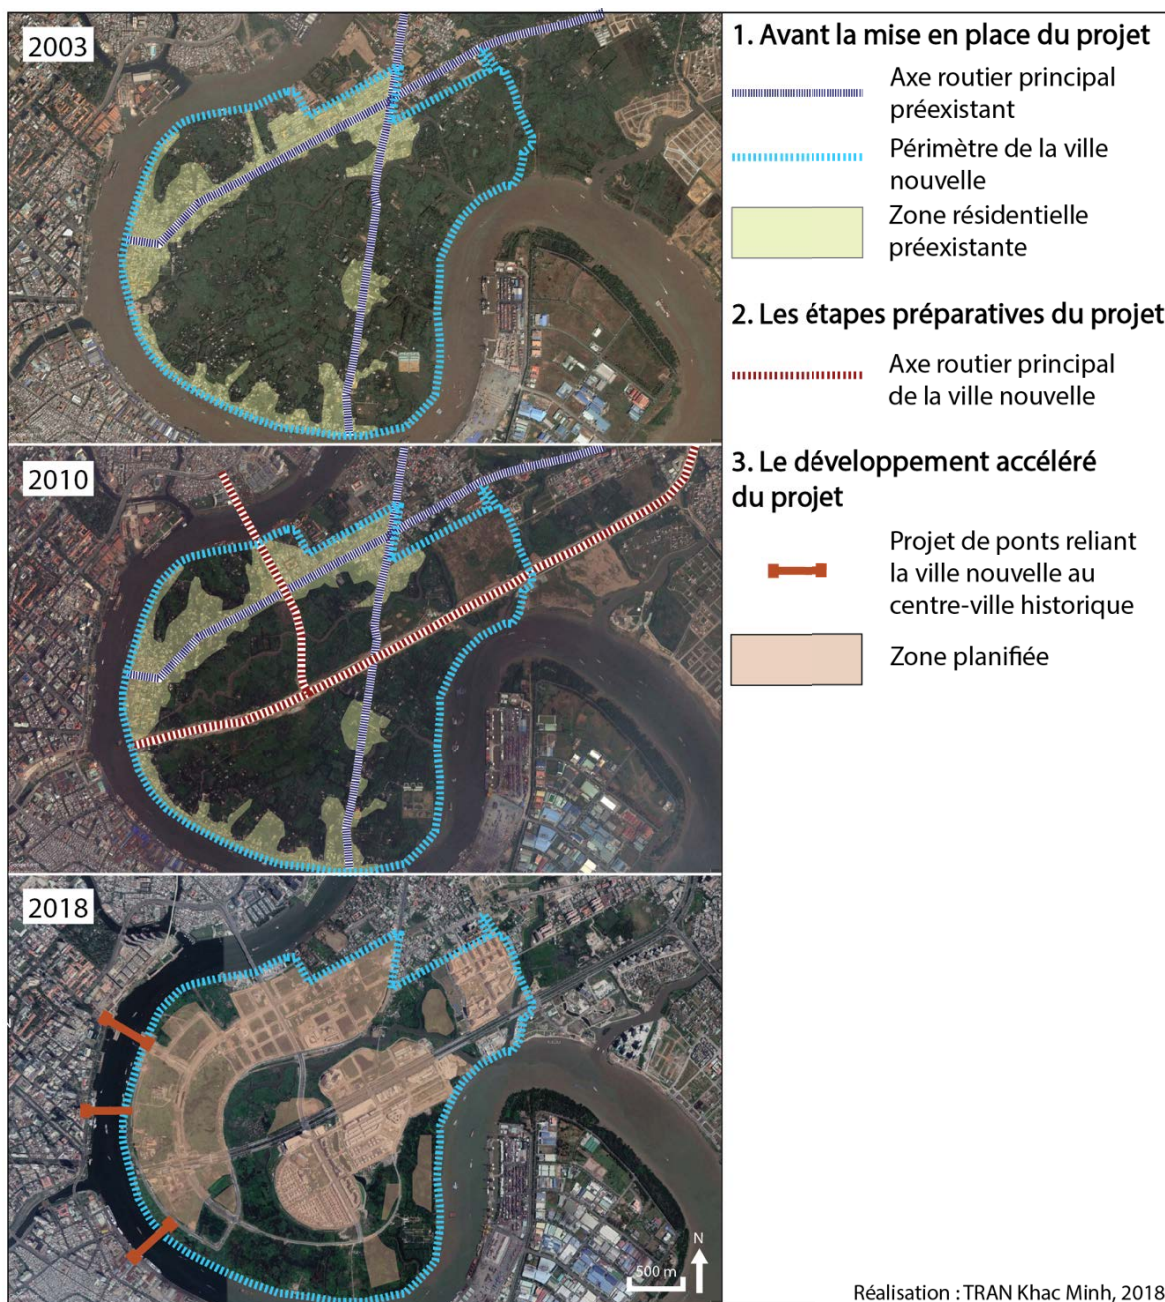 2003
1. Avant la mise en place du projet
Axe routier principal
préexistant
Périmètre de la ville
nouvelle
Zone résidentielle
préexistante
2. Les étapes préparatives du projet
Axe routier principal
de la ville nouvelle
2010
3. Le développement accéléré
du projet
Projet de ponts reliant
la ville nouvelle au
centre-ville historique
Zone planifiée
2018
N
500 m
Réalisation : TRAN Khac Minh, 2018